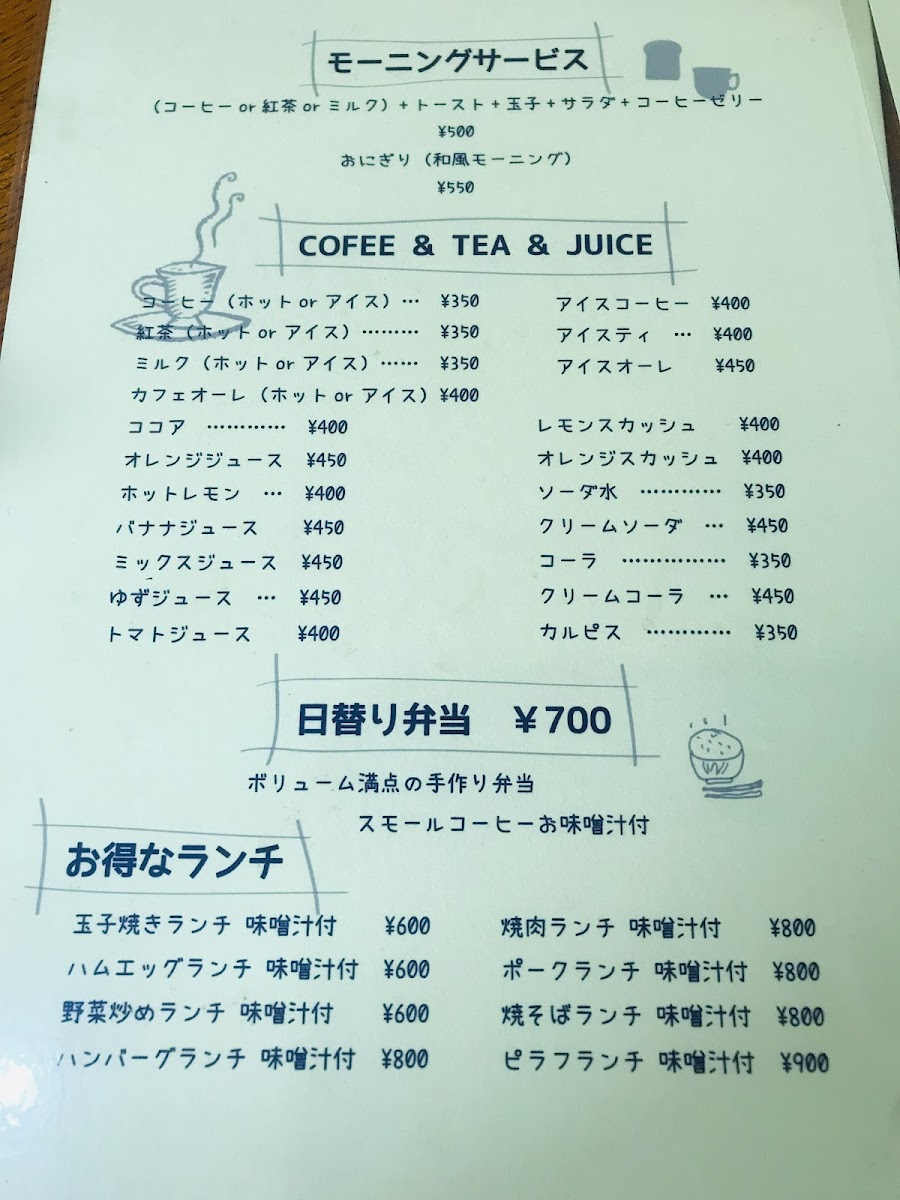 モーニングサービス
（コーヒー or 紅茶 or ミルク）+トースト+玉子+サラダ+コーヒーゼリー
¥500
おにぎり（和風モーニング）
¥550
COFEE & TEA & JUICE
コーヒー（ホット or アイス）… ¥350
紅茶（ホット or アイス）……… ¥350
ミルク（ホット or アイス）…… ¥350
カフェオーレ（ホット or アイス）¥400
ココア ………… ¥400
オレンジジュース ¥450
ホットレモン … ¥400
バナナジュース ¥450
ミックスジュース ¥450
ゆずジュース … ¥450
トマトジュース ¥400
アイスコーヒー ¥400
アイスティ … ¥400
アイスオーレ ¥450
レモンスカッシュ ¥400
オレンジスカッシュ ¥400
ソーダ水 ………… ¥350
クリームソーダ … ¥450
コーラ …………… ¥350
クリームコーラ … ¥450
カルピス ………… ¥350
日替り弁当 ￥700
ボリューム満点の手作り弁当
スモールコーヒーお味噌汁付
お得なランチ
玉子焼きランチ 味噌汁付 ¥600
ハムエッグランチ 味噌汁付 ¥600
野菜炒めランチ 味噌汁付 ¥600
ハンバーグランチ 味噌汁付 ¥800
焼肉ランチ 味噌汁付 ¥800
ポークランチ 味噌汁付 ¥800
焼そばランチ 味噌汁付 ¥800
ピラフランチ 味噌汁付 ¥900